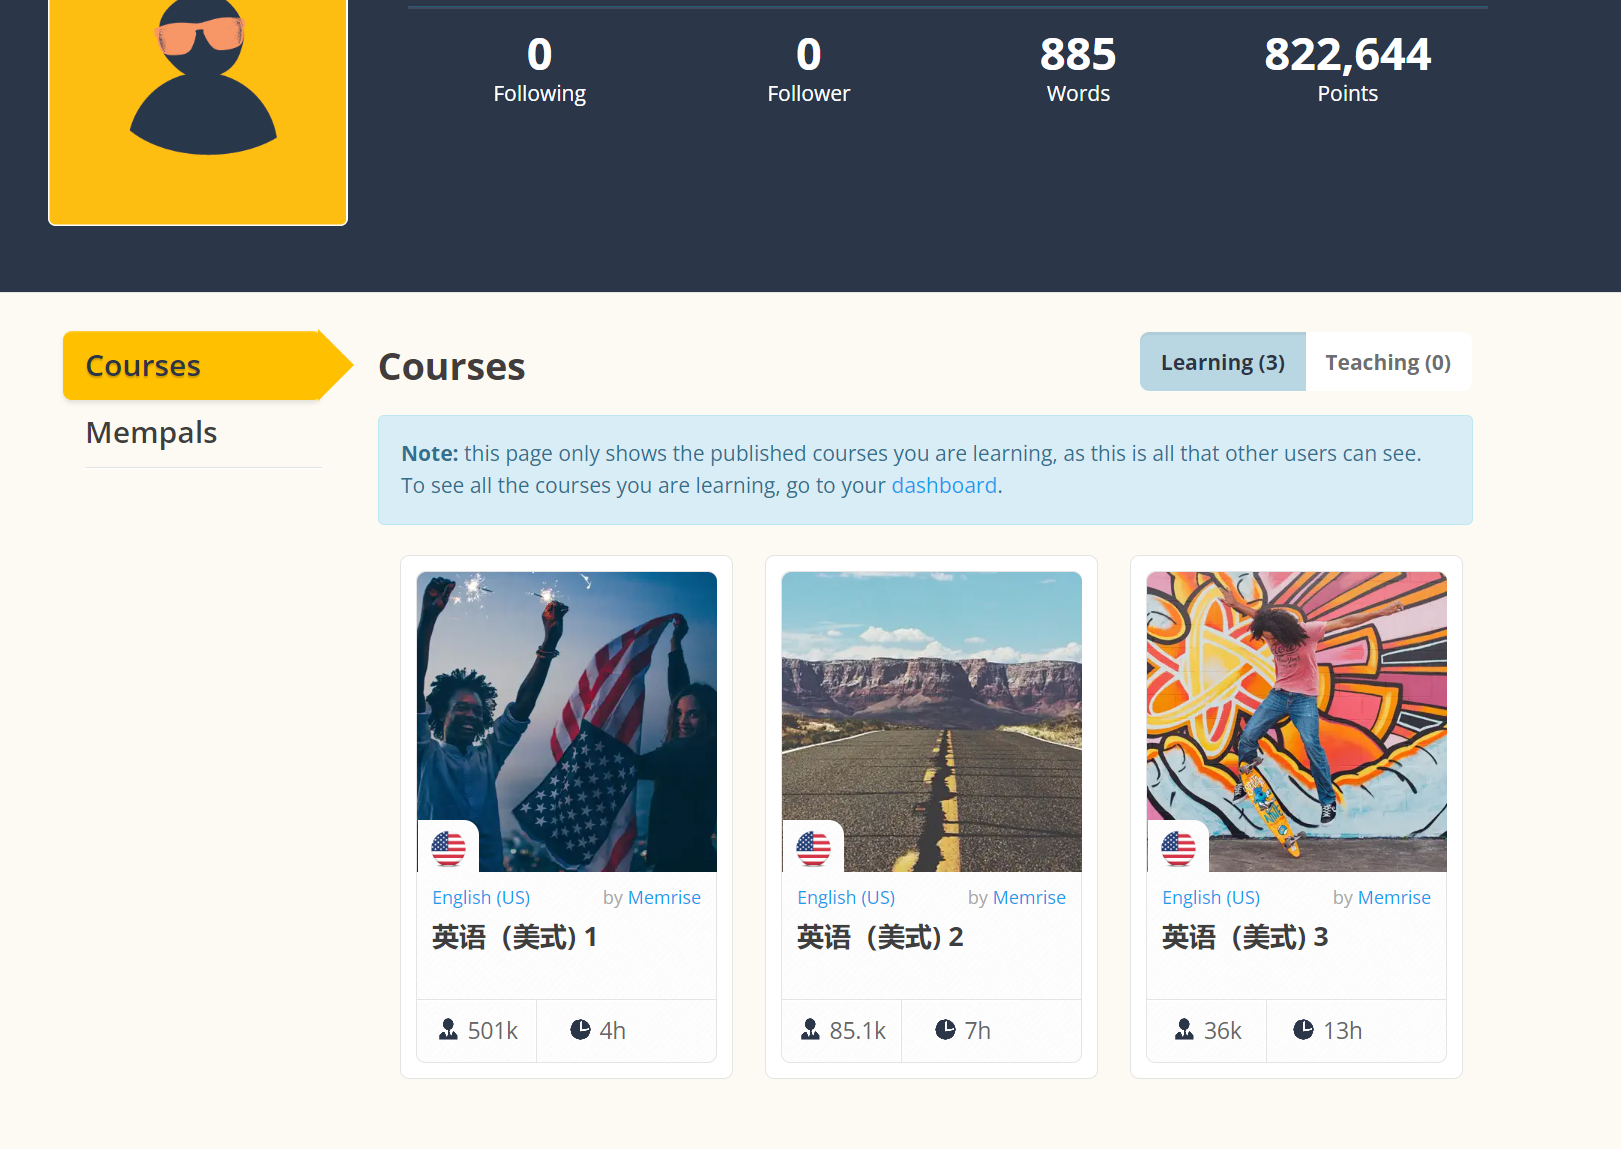 0
Following
0
Follower
885
Words
822,644
Points
Courses
Mempals
Courses
Learning (3)
Teaching (0)
Note: this page only shows the published courses you are learning, as this is all that other users can see.
To see all the courses you are learning, go to your dashboard.
English (US) by Memrise
英语（美式) 1
501k
4h
English (US) by Memrise
英语（美式) 2
85.1k
7h
English (US) by Memrise
英语（美式) 3
36k
13h